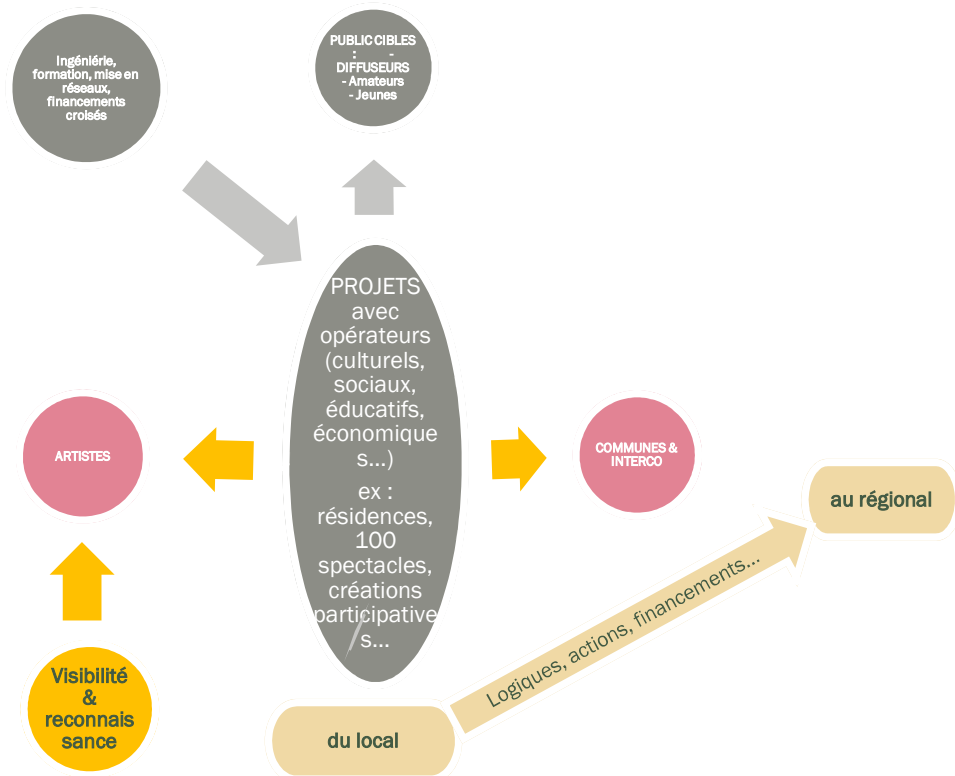 Ingéniérie,
formation, mise en
réseaux,
financements
croisés
PUBLIC CIBLES
: -
DIFFUSEURS
- Amateurs
- Jeunes
PROJETS
avec
opérateurs
(culturels,
sociaux,
éducatifs,
économique
s...)
ex :
résidences,
100
spectacles,
créations
participative
s...
ARTISTES
COMMUNES &
INTERCO
au régional
Logiques, actions, financements...
Visibilité
&
reconnais
sance
du local